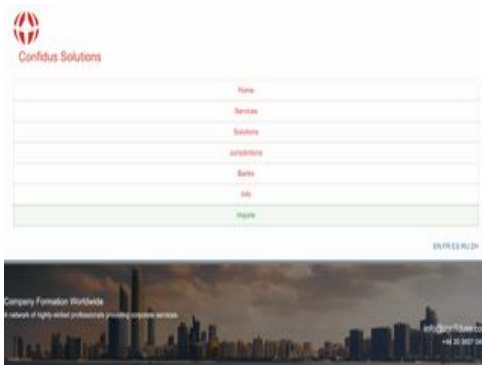 Confidus Solutions
Home
Services
Solutions
Jurisdictions
Banks
Info
Inquire
EN FR ES RU ZH
Company Formation Worldwide
A network of highly-skilled professionals providing corporate services.